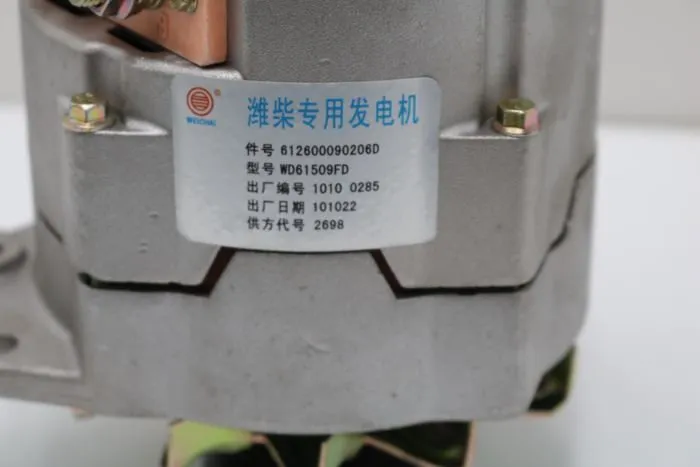 WEICHAI
®
潍柴专用发电机
件号 612600090206D
型号 WD61509FD
出厂编号 1010 0285
出厂日期 101022
供方代号 2698